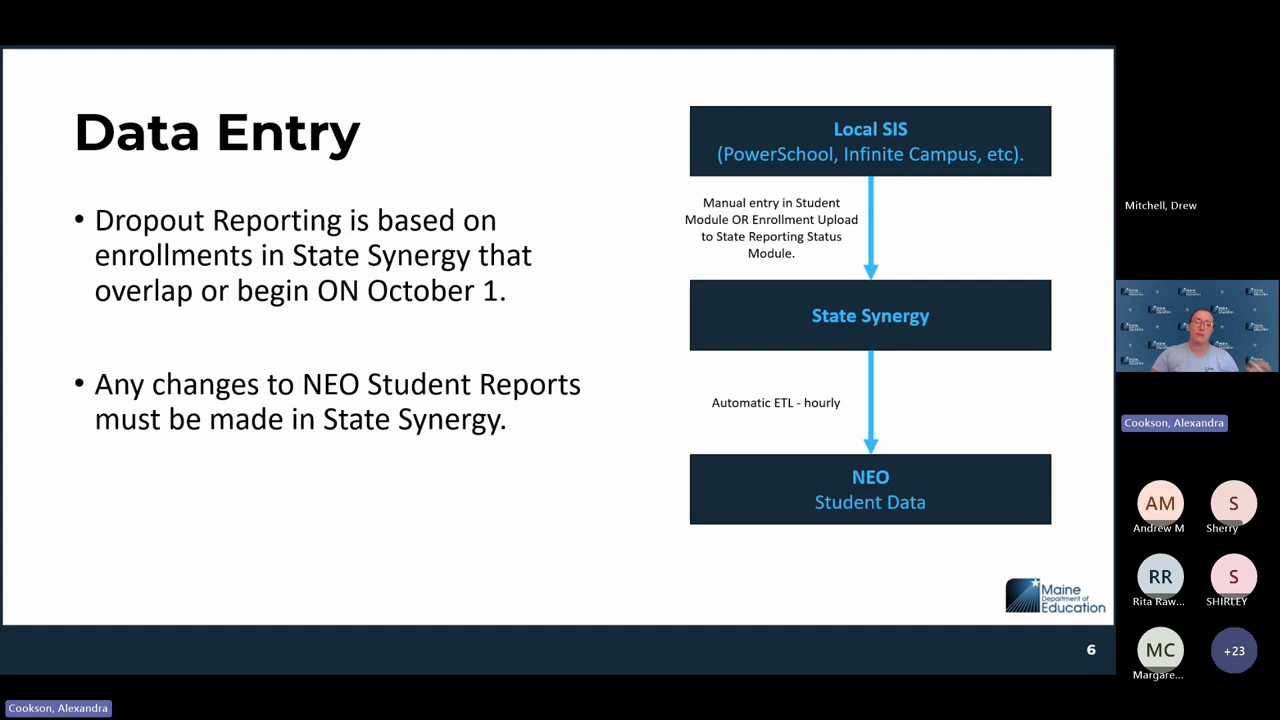 Data Entry
• Dropout Reporting is based on
enrollments in State Synergy that
overlap or begin ON October 1.
• Any changes to NEO Student Reports
must be made in State Synergy.
Local SIS
(PowerSchool, Infinite Campus, etc).
Manual entry in Student
Module OR Enrollment Upload
to State Reporting Status
Module.
State Synergy
Automatic ETL - hourly
NEO
Student Data
Maine
Department of
Education
6
Mitchell, Drew
Cookson, Alexandra
AM
Andrew M
S
Sherry
RR
Rita Raw...
S
SHIRLEY
MC
Margare...
+23
Cookson, Alexandra